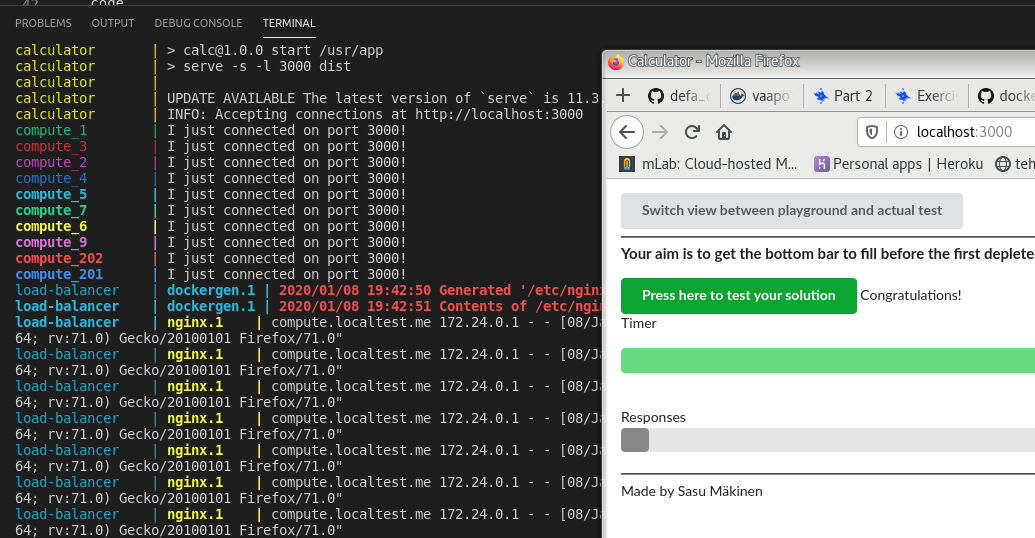 42 code
PROBLEMS OUTPUT DEBUG CONSOLE TERMINAL
calculator | > calc@1.0.0 start /usr/app
calculator | > serve -s -l 3000 dist
calculator |
calculator | UPDATE AVAILABLE The latest version of `serve` is 11.3
calculator | INFO: Accepting connections at http://localhost:3000
compute_1 | I just connected on port 3000!
compute_3 | I just connected on port 3000!
compute_2 | I just connected on port 3000!
compute_4 | I just connected on port 3000!
compute_5 | I just connected on port 3000!
compute_7 | I just connected on port 3000!
compute_6 | I just connected on port 3000!
compute_9 | I just connected on port 3000!
compute_202 | I just connected on port 3000!
compute_201 | I just connected on port 3000!
load-balancer | dockergen.1 | 2020/01/08 19:42:50 Generated '/etc/ngin
load-balancer | dockergen.1 | 2020/01/08 19:42:51 Contents of /etc/ngin
load-balancer | nginx.1 | compute.localtest.me 172.24.0.1 - - [08/Ja
64; rv:71.0) Gecko/20100101 Firefox/71.0"
load-balancer | nginx.1 | compute.localtest.me 172.24.0.1 - - [08/Ja
64; rv:71.0) Gecko/20100101 Firefox/71.0"
load-balancer | nginx.1 | compute.localtest.me 172.24.0.1 - - [08/Ja
64; rv:71.0) Gecko/20100101 Firefox/71.0"
load-balancer | nginx.1 | compute.localtest.me 172.24.0.1 - - [08/Ja
64; rv:71.0) Gecko/20100101 Firefox/71.0"
load-balancer | nginx.1 | compute.localtest.me 172.24.0.1 - - [08/Ja
64; rv:71.0) Gecko/20100101 Firefox/71.0"
load-balancer | nginx.1 | compute.localtest.me 172.24.0.1 - - [08/Ja
64; rv:71.0) Gecko/20100101 Firefox/71.0"
load-balancer | nginx.1 | compute.localtest.me 172.24.0.1 - - [08/Ja
64; rv:71.0) Gecko/20100101 Firefox/71.0"
Calculator - Mozilla Firefox
defa vaapo Part 2 Exerci docke
localhost:3000
mLab: Cloud-hosted M... Personal apps | Heroku teh
Switch view between playground and actual test
Your aim is to get the bottom bar to fill before the first deplete
Press here to test your solution Congratulations!
Timer
Responses
Made by Sasu Mäkinen